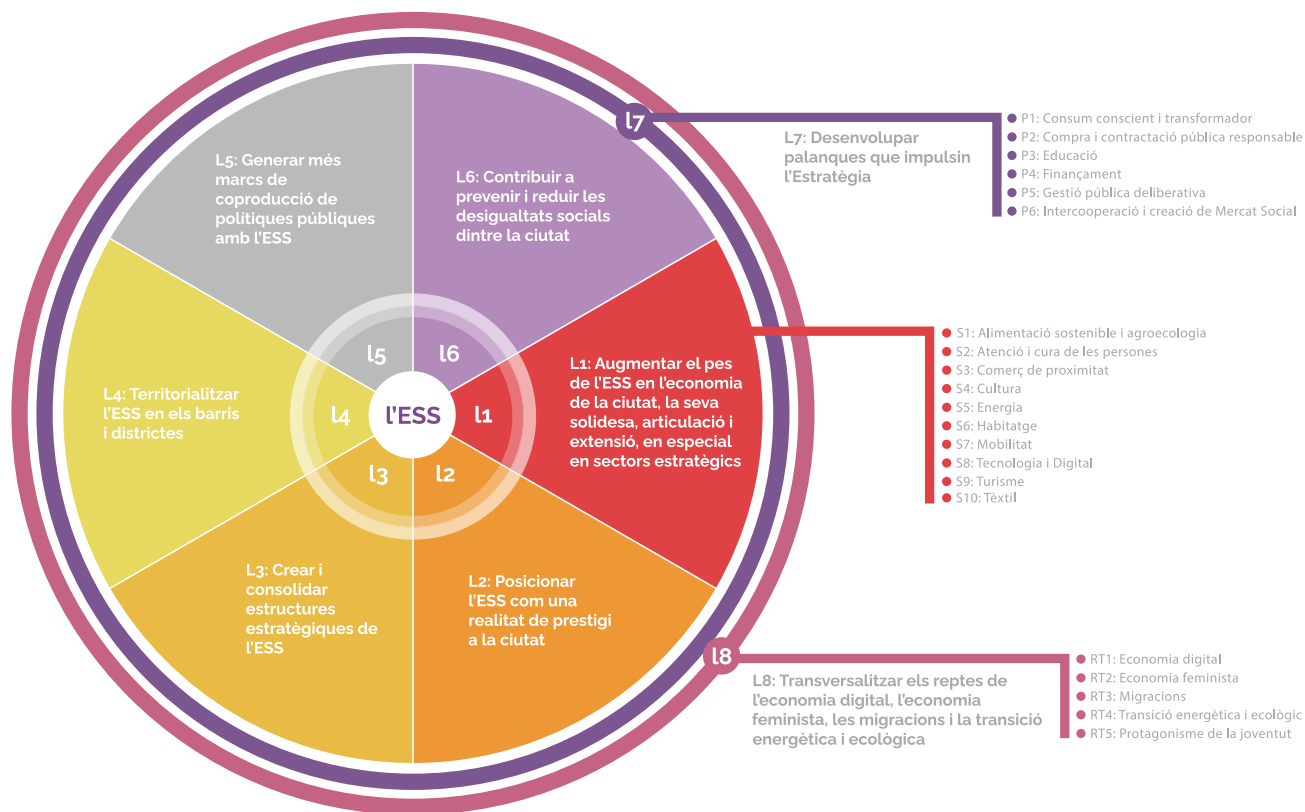 l7
L7: Desenvolupar
palanques que impulsin
l'Estratègia
P1: Consum conscient i transformador
P2: Compra i contractació pública responsable
P3: Educació
P4: Finançament
P5: Gestió pública deliberativa
P6: Intercooperació i creació de Mercat Social
L5: Generar més
marcs de
coproducció de
polítiques públiques
amb l'ESS
L6: Contribuir a
prevenir i reduir les
desigualtats socials
dintre la ciutat
l5
l6
L4: Territorialitzar
l'ESS en els barris
i districtes
l4
l'ESS
l1
L1: Augmentar el pes
de l'ESS en l'economia
de la ciutat, la seva
solidesa, articulació i
extensió, en especial
en sectors estratègics
S1: Alimentació sostenible i agroecologia
S2: Atenció i cura de les persones
S3: Comerç de proximitat
S4: Cultura
S5: Energia
S6: Habitatge
S7: Mobilitat
S8: Tecnologia i Digital
S9: Turisme
S10: Tèxtil
l3
l2
L3: Crear i
consolidar
estructures
estratègiques de
l'ESS
L2: Posicionar
l'ESS com una
realitat de prestigi
a la ciutat
l8
L8: Transversalitzar els reptes de
l'economia digital, l'economia
feminista, les migracions i la transició
energètica i ecològica
RT1: Economia digital
RT2: Economia feminista
RT3: Migracions
RT4: Transició energètica i ecològic
RT5: Protagonisme de la joventut